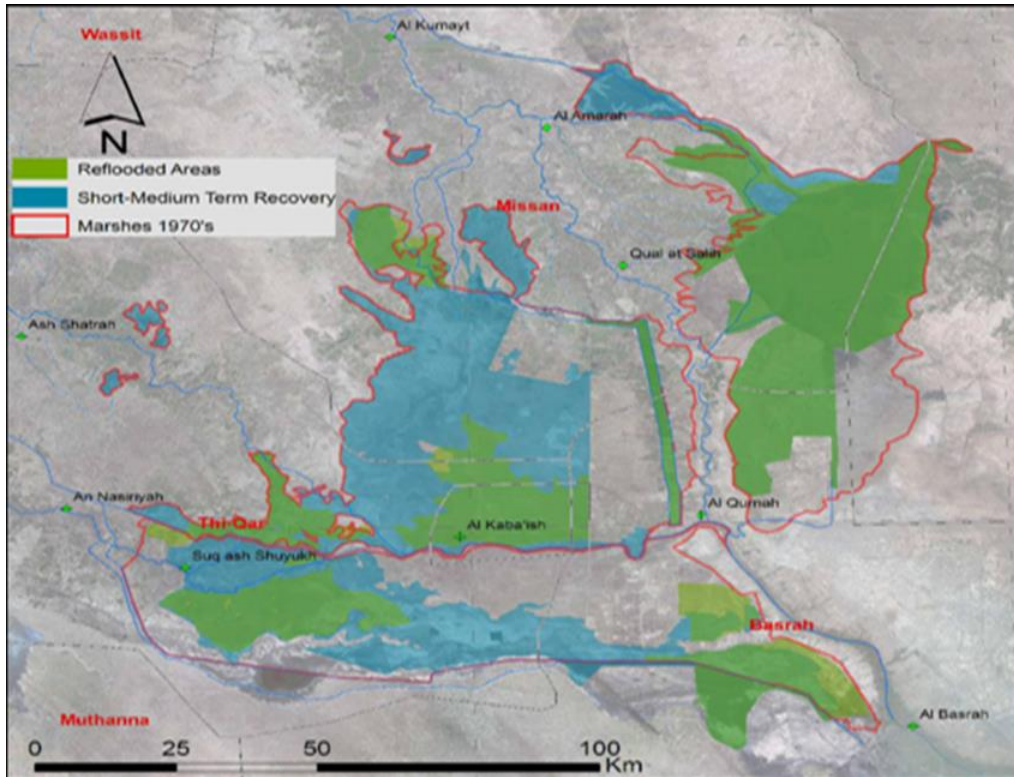 Wassit
Al Kumayt
N
Al Amarah
Reflooded Areas
Short-Medium Term Recovery
Marshes 1970's
Missan
Qual at Salih
Ash Shatrah
An Nasiriyah
Al Qurnah
Thi-Qar
Al Kaba'ish
Suq ash Shuyukh
Basrah
Muthanna
Al Basrah
0 25 50 100
Km